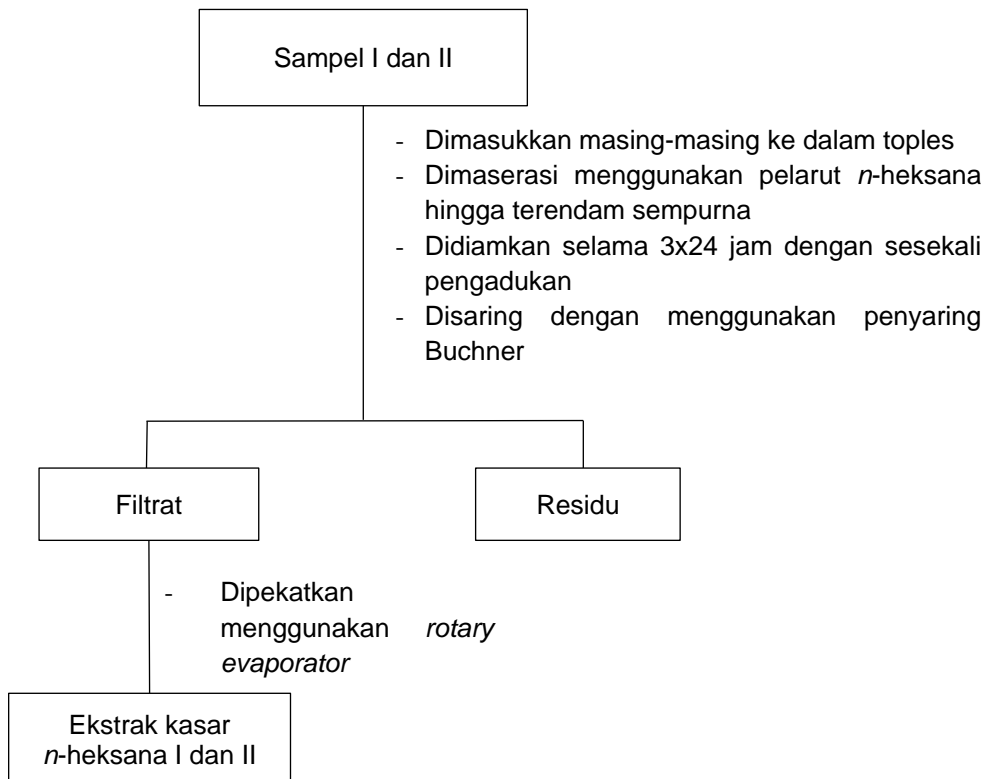 Sampel I dan II
- Dimasukkan masing-masing ke dalam toples
- Dimaserasi menggunakan pelarut n-heksana
hingga terendam sempurna
- Didiamkan selama 3x24 jam dengan sesekali
pengadukan
- Disaring dengan menggunakan penyaring
Buchner
Filtrat
Residu
- Dipekatkan
menggunakan rotary
evaporator
Ekstrak kasar
n-heksana I dan II